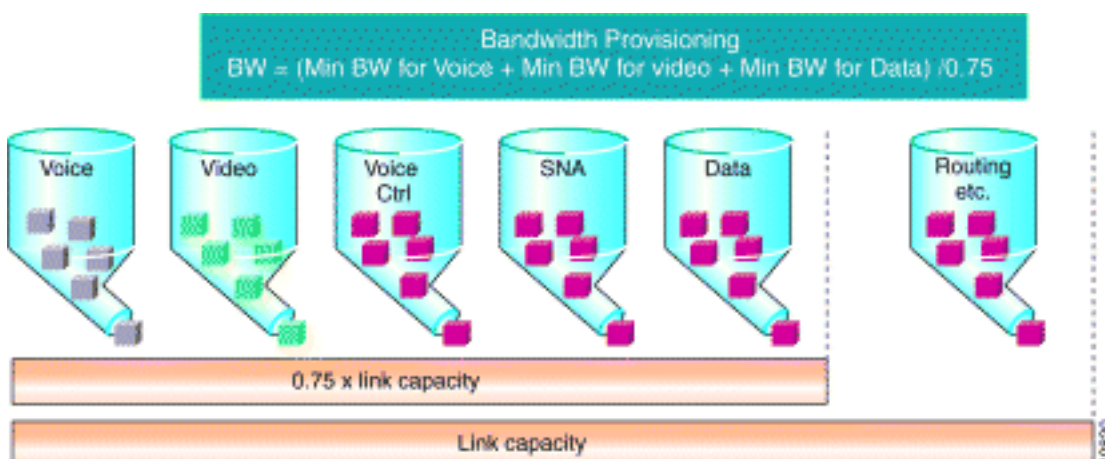 Bandwidth Provisioning
BW = (Min BW for Voice + Min BW for video + Min BW for Data) /0.75
Voice
Video
Voice
Ctrl
SNA
Data
Routing
etc.
0.75 x link capacity
Link capacity